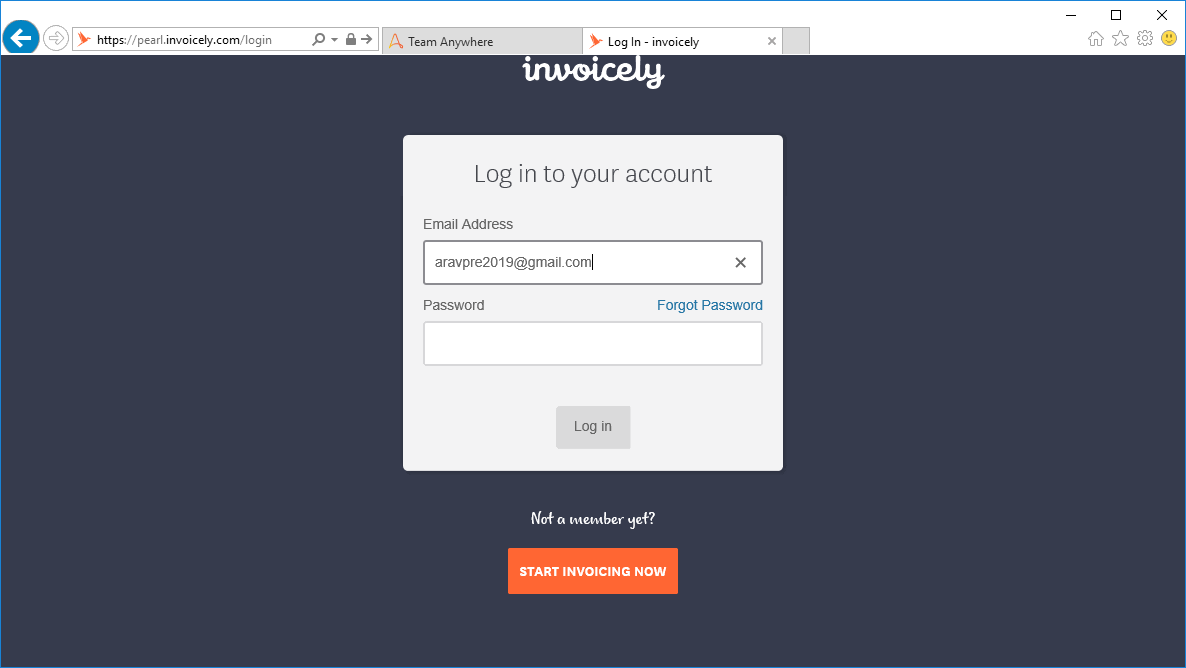 https://pearl.invoicely.com/login
Team Anywhere
Log In - invoicely
invoicely
Log in to your account
Email Address
aravpre2019@gmail.com
Password Forgot Password
Log in
Not a member yet?
START INVOICING NOW